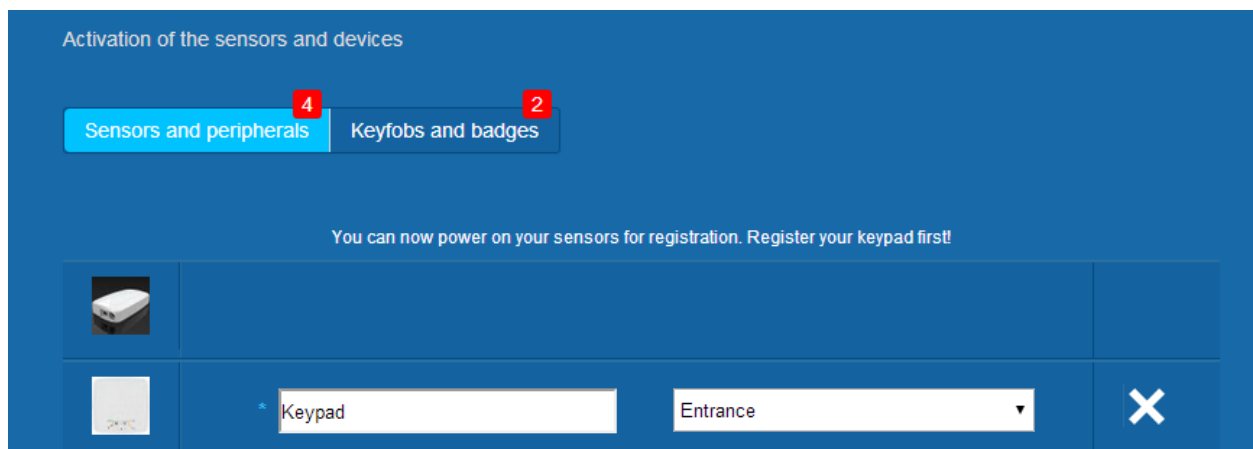 Activation of the sensors and devices
4
2
Sensors and peripherals
Keyfobs and badges
You can now power on your sensors for registration. Register your keypad first!
* Keypad
Entrance